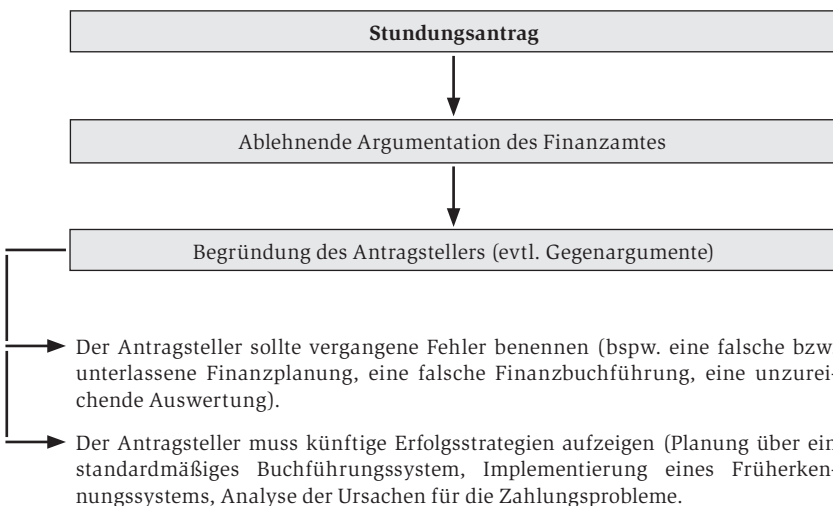 Stundungsantrag
Ablehnende Argumentation des Finanzamtes
Begründung des Antragstellers (evtl. Gegenargumente)
Der Antragsteller sollte vergangene Fehler benennen (bspw. eine falsche bzw.
unterlassene Finanzplanung, eine falsche Finanzbuchführung, eine unzurei-
chende Auswertung).
Der Antragsteller muss künftige Erfolgsstrategien aufzeigen (Planung über ein
standardmäßiges Buchführungssystem, Implementierung eines Früherken-
nungssystems, Analyse der Ursachen für die Zahlungsprobleme.